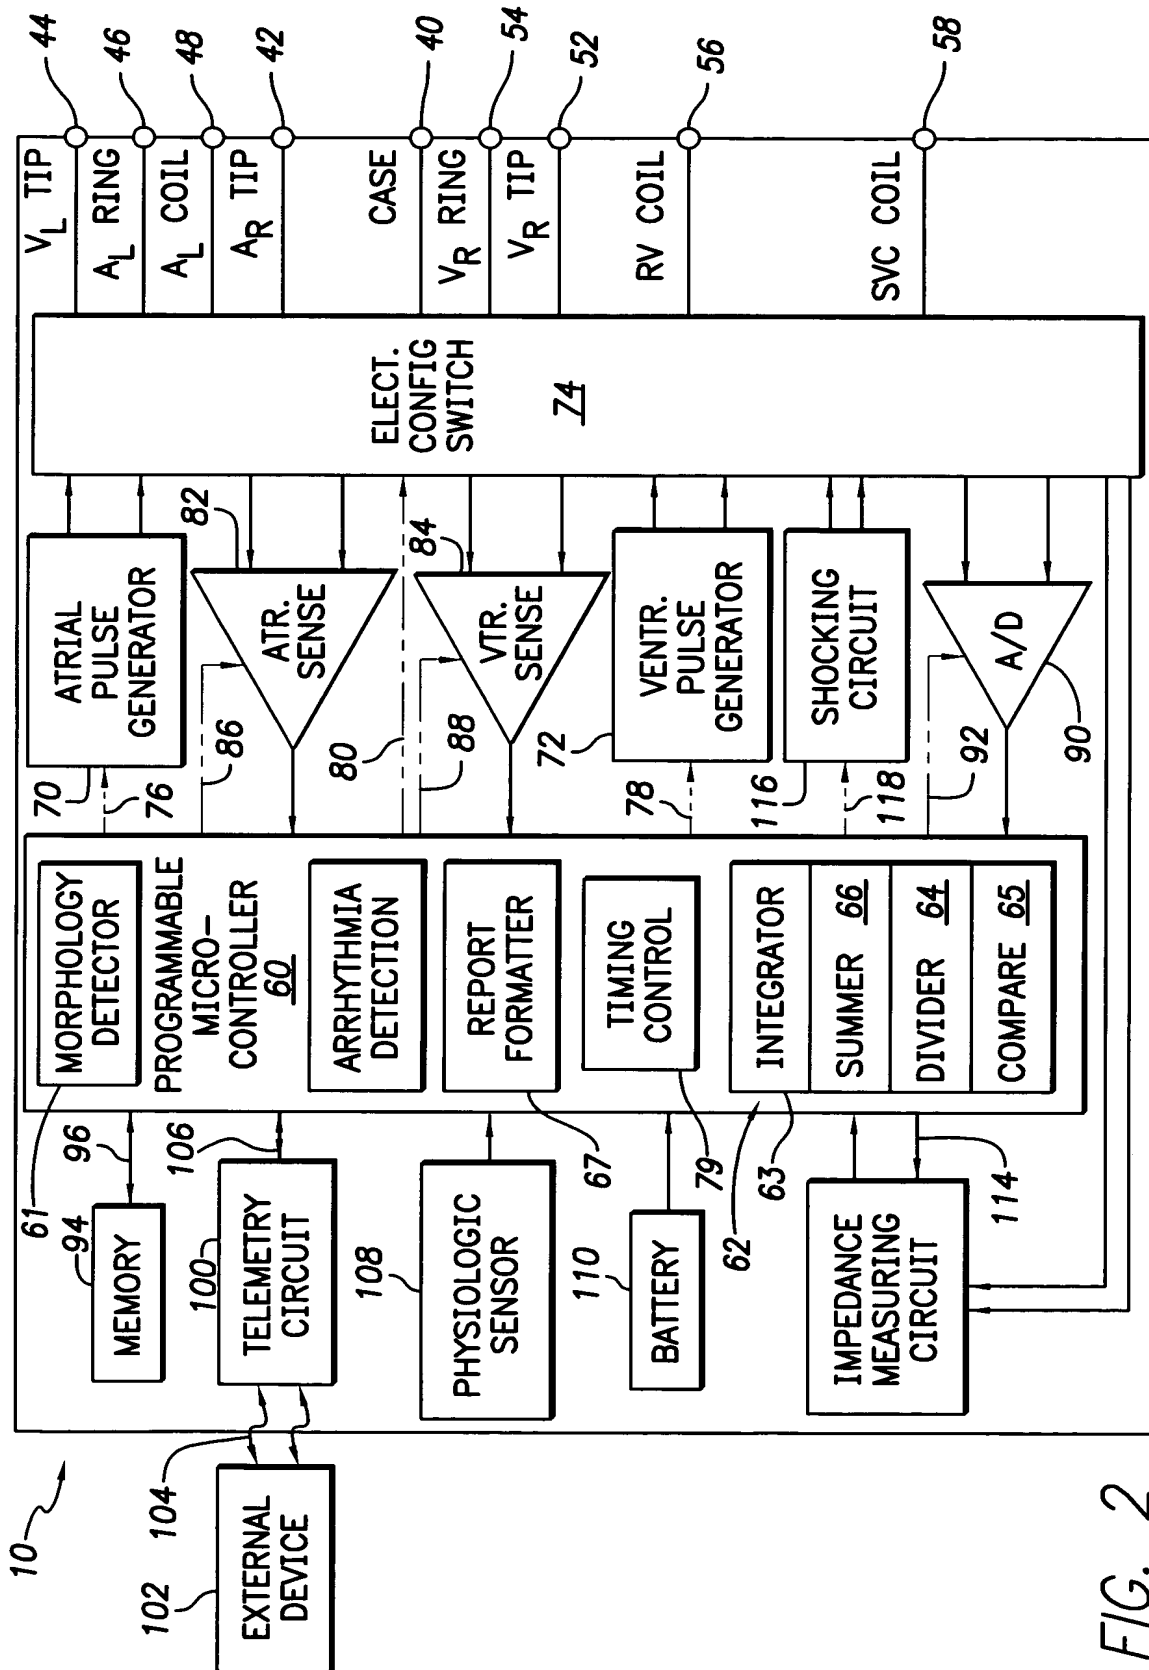 10
102
EXTERNAL
DEVICE
104
94
MEMORY
96
61
100
TELEMETRY
CIRCUIT
106
108
PHYSIOLOGIC
SENSOR
67
110
BATTERY
79
62
63
IMPEDANCE
MEASURING
CIRCUIT
114
MORPHOLOGY
DETECTOR
PROGRAMMABLE
MICRO-
CONTROLLER
60
ARRHYTHMIA
DETECTION
REPORT
FORMATTER
TIMING
CONTROL
INTEGRATOR
SUMMER 66
DIVIDER 64
COMPARE 65
70
76
ATRIAL
PULSE
GENERATOR
86
ATR.
SENSE
82
80
88
VTR.
SENSE
84
72
78
VENTR.
PULSE
GENERATOR
116
118
SHOCKING
CIRCUIT
92
A/D
90
ELECT.
CONFIG
SWITCH
74
VL TIP
44
AL RING
46
AL COIL
48
AR TIP
42
CASE
40
VR RING
54
VR TIP
52
RV COIL
56
SVC COIL
58
FIG. 2